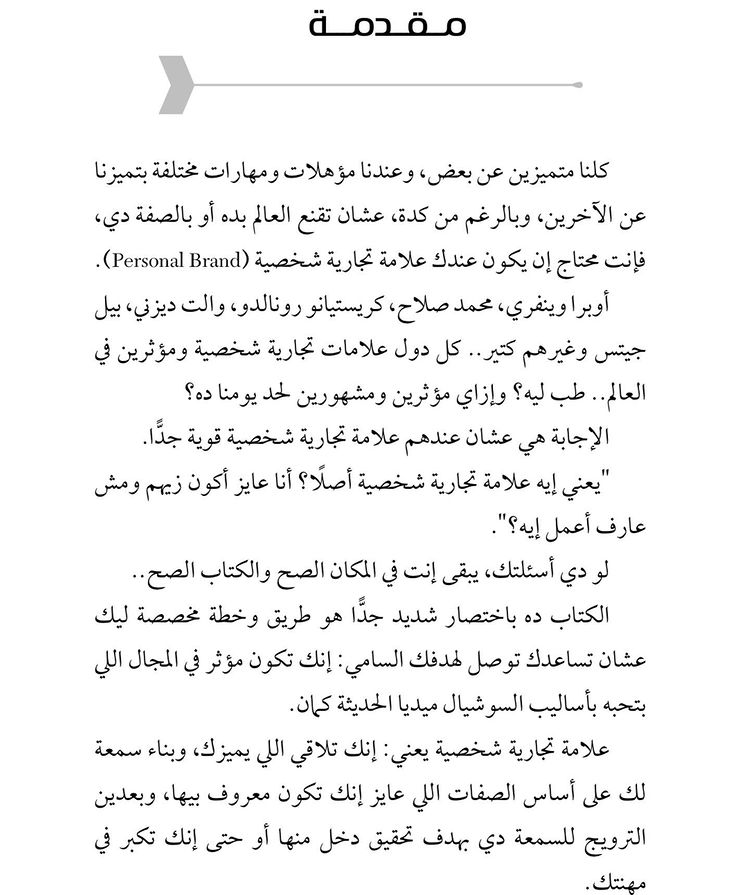 مـقـدمـة
كلنا متميزين عن بعض، وعندنا مؤهلات ومهارات مختلفة بتميزنا
عن الآخرين، وبالرغم من كدة، عشان تقنع العالم بده أو بالصفة دي،
فإنت محتاج إن يكون عندك علامة تجارية شخصية (Personal Brand).
أوبرا وينفري، محمد صلاح، كريستيانو رونالدو، والت ديزني، بيل
جيتس وغيرهم كتير.. كل دول علامات تجارية شخصية ومؤثرين في
العالم.. طب ليه؟ وإزاي مؤثرين ومشهورين لحد يومنا ده؟
الإجابة هي عشان عندهم علامة تجارية شخصية قوية جدًّا.
"يعني إيه علامة تجارية شخصية أصلًا؟ أنا عايز أكون زيهم ومش
عارف أعمل إيه؟".
لو دي أسئلتك، يبقى إنت في المكان الصح والكتاب الصح..
الكتاب ده باختصار شديد جدًّا هو طريق وخطة مخصصة ليك
عشان تساعدك توصل لهدفك السامي: إنك تكون مؤثر في المجال اللي
بتحبه بأساليب السوشيال ميديا الحديثة كمان.
علامة تجارية شخصية يعني: إنك تلاقي اللي يميزك، وبناء سمعة
لك على أساس الصفات اللي عايز إنك تكون معروف بيها، وبعدين
الترويج للسمعة دي بهدف تحقيق دخل منها أو حتى إنك تكبر في
مهنتك.